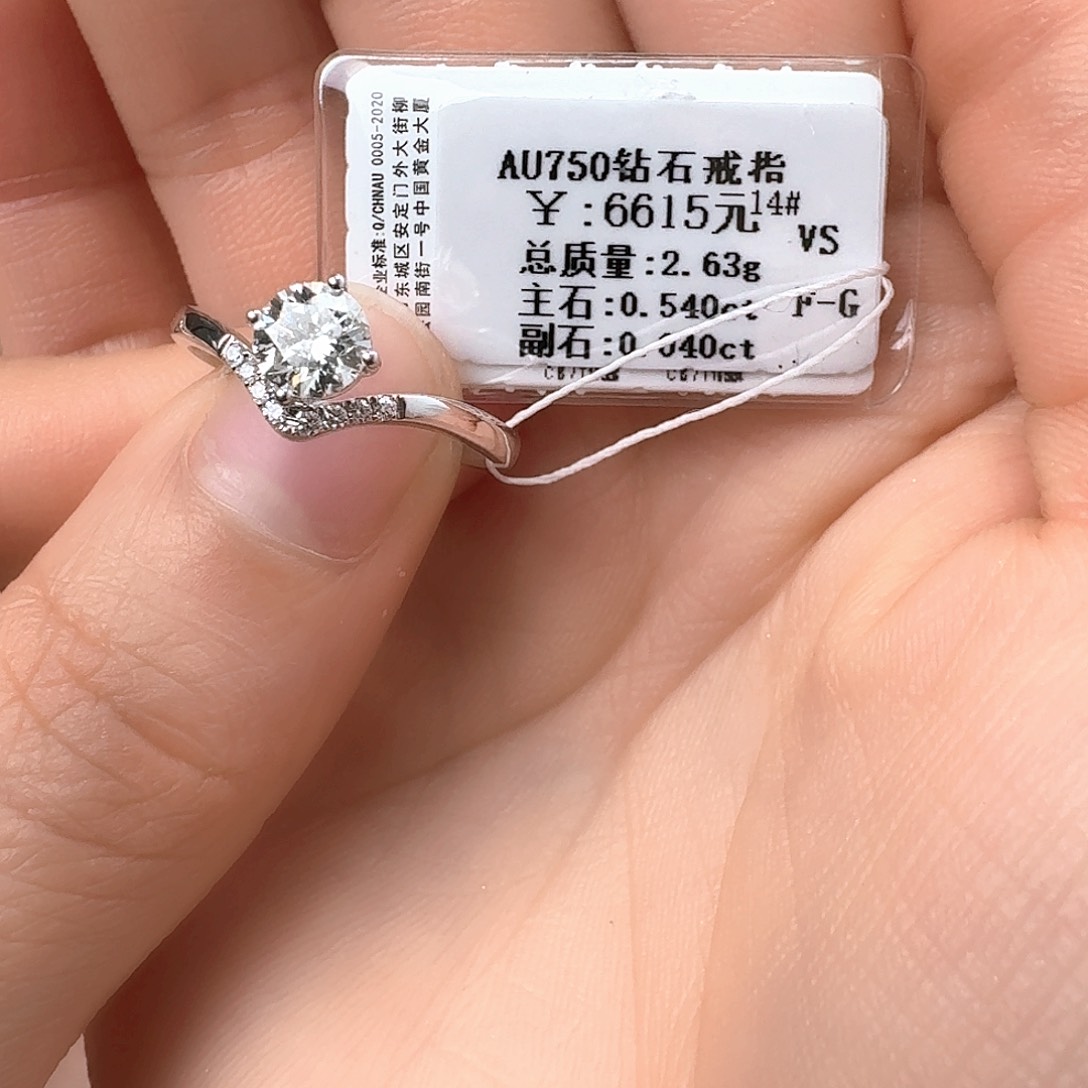 AU750钻石戒指
￥:6615元14#
VS
总质量:2.63g
主石:0.540ct F-G
副石:0.040ct
业标准:Q/CHNAU 0005-2020
东城区安定门外大街柳
园南街一号中国黄金大厦